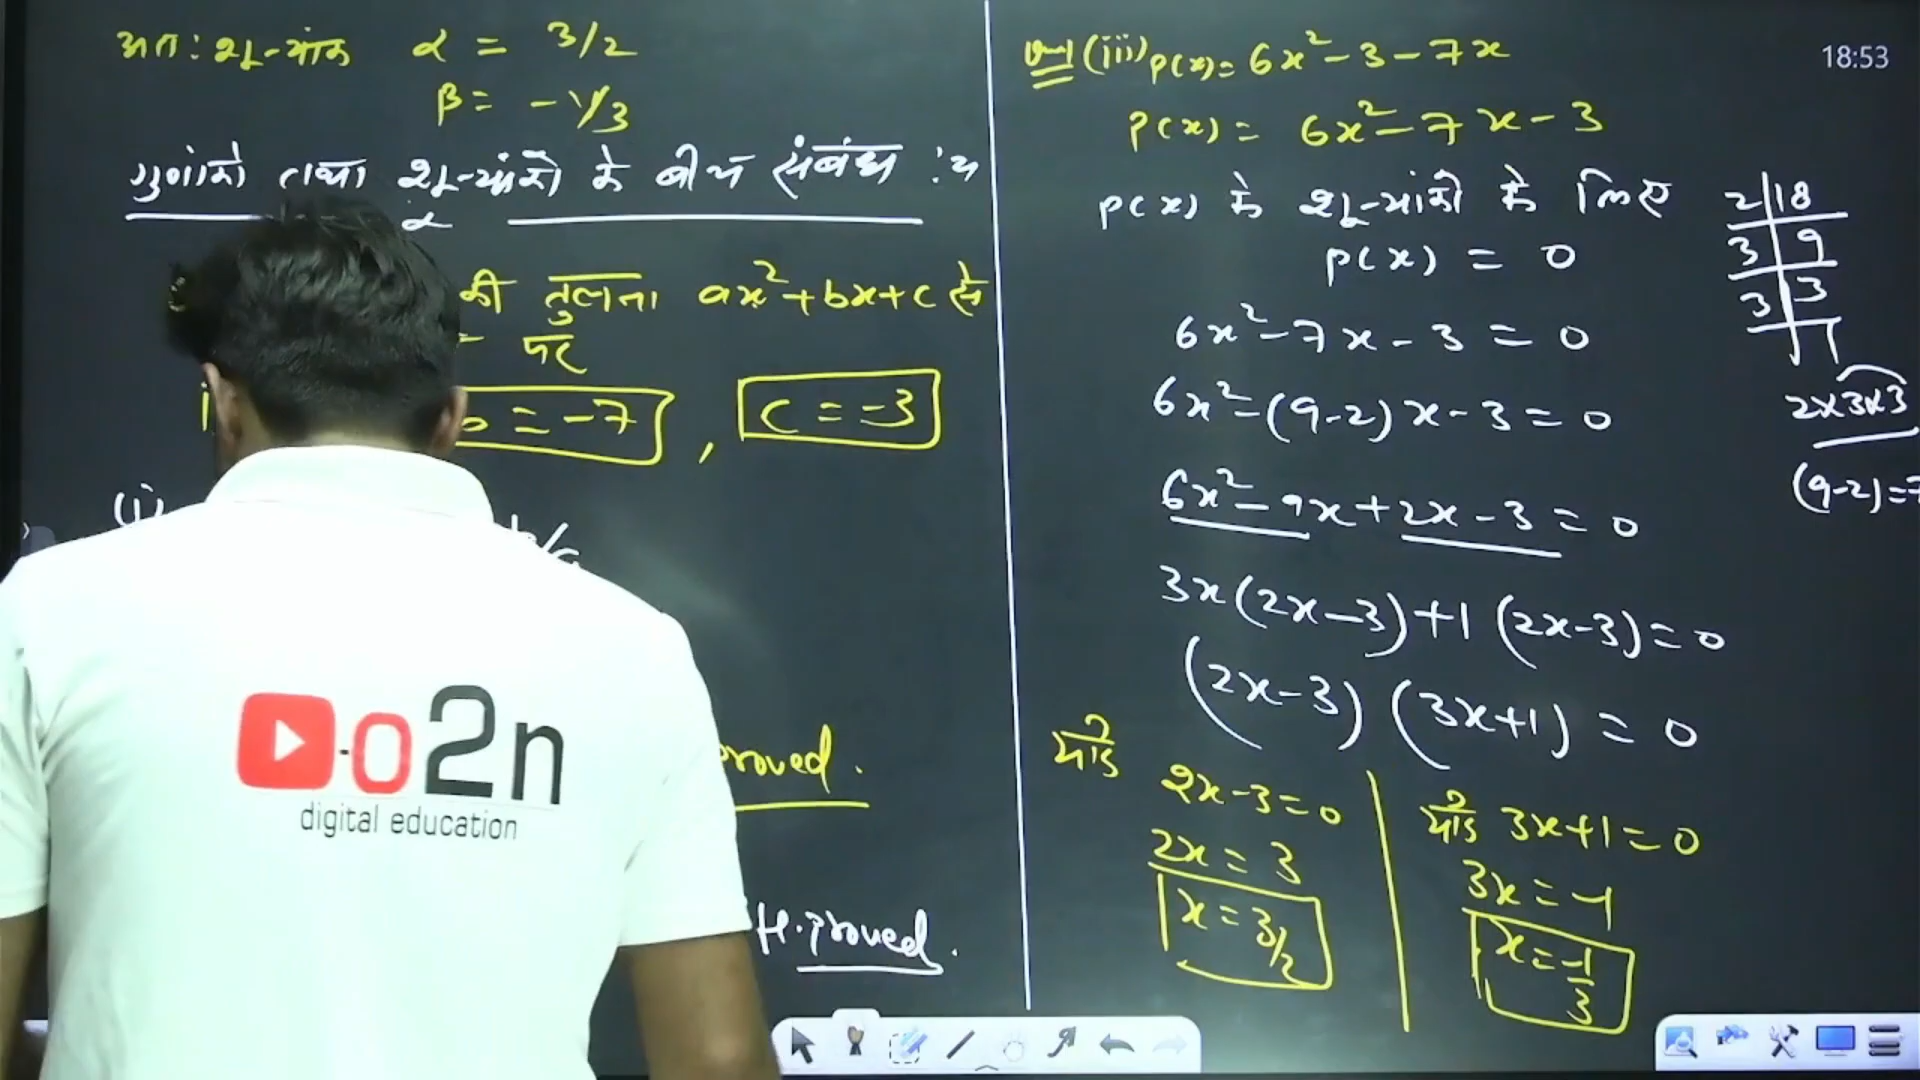 अतः शून्यांक α = 3/2
β = -1/3
गुणांको तथा शून्यांको के बीच संबंध :-
α
की तुलना ax²+bx+c से
पर
b = -7 , c = -3
(i)
proved.
H.proved.
o2n
digital education
(iii) p(x) = 6x² - 3 - 7x
p(x) = 6x² - 7x - 3
p(x) के शून्यांको के लिए
p(x) = 0
6x² - 7x - 3 = 0
6x² - (9-2)x - 3 = 0
6x² - 9x + 2x - 3 = 0
3x(2x-3)+1(2x-3)=0
(2x-3) (3x+1) = 0
यदि 2x-3=0
2x = 3
x = 3/2
यदि 3x+1=0
3x = -1
x = -1/3
18:53
2|18
3|9
3|3
|1
2x3x3
(9-2)=7